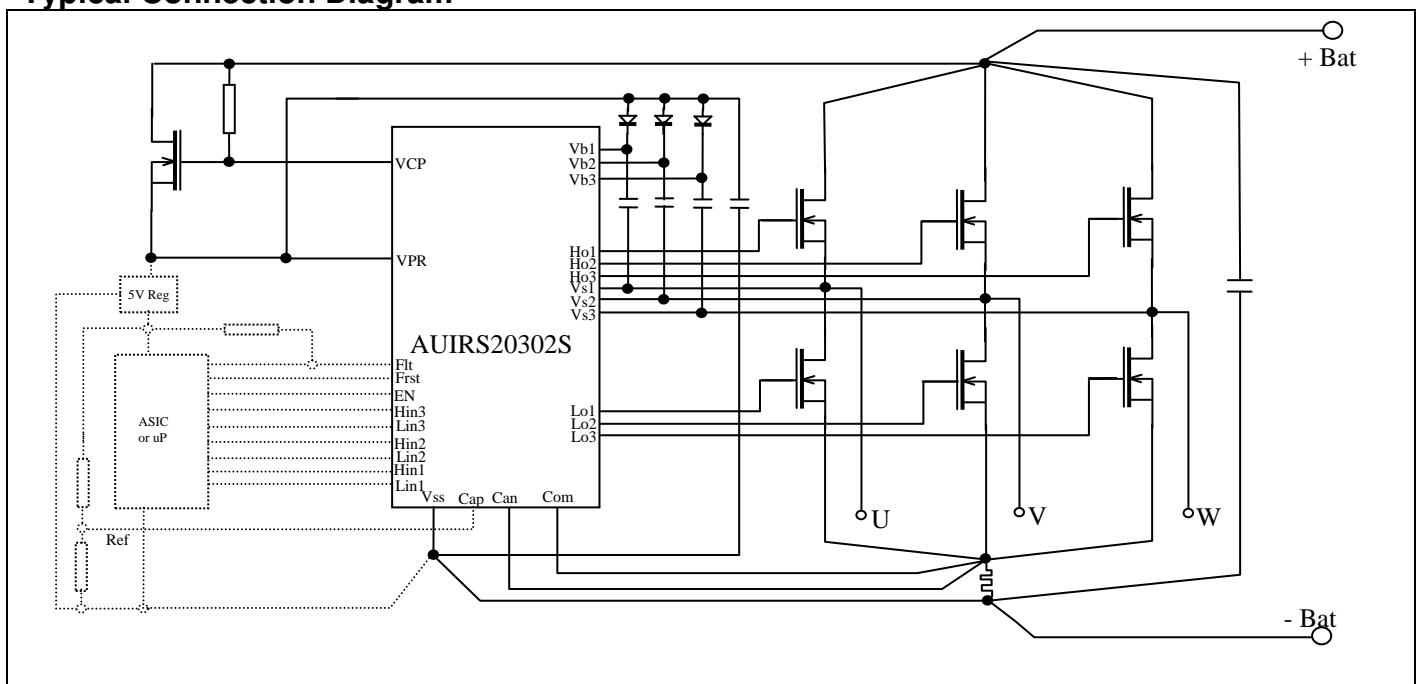 Typical Connection Diagram
+ Bat
VCP
Vb1
Vb2
Vb3
VPR
Ho1
Ho2
Ho3
Vs1
Vs2
Vs3
5V Reg
AUIRS20302S
Flt
Frst
EN
Hin3
Lin3
Hin2
Lin2
Hin1
Lin1
ASIC
or uP
Lo1
Lo2
Lo3
Vss
Cap
Can
Com
U
V
W
Ref
- Bat